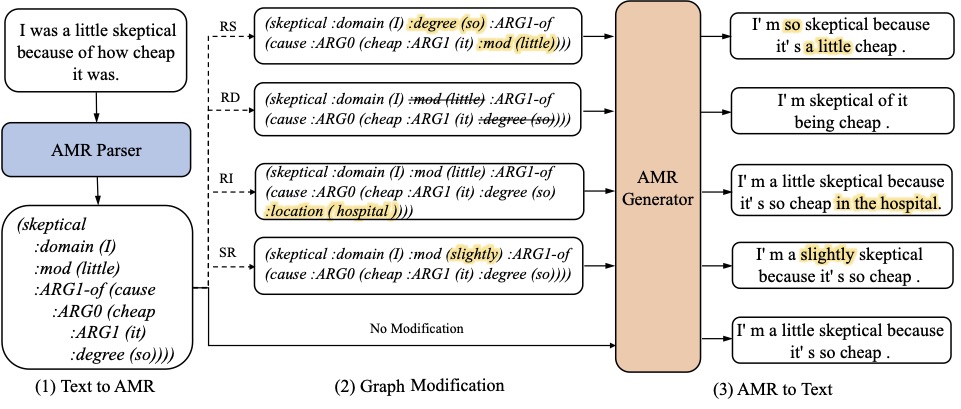 I was a little skeptical
because of how cheap
it was.
AMR Parser
(skeptical
:domain (I)
:mod (little)
:ARG1-of (cause
:ARG0 (cheap
:ARG1 (it)
:degree (so))))
(1) Text to AMR
RS
(skeptical :domain (I) :degree (so) :ARG1-of
(cause :ARG0 (cheap :ARG1 (it) :mod (little))))
RD
(skeptical :domain (I) :mod (little) :ARG1-of
(cause :ARG0 (cheap :ARG1 (it) :degree (so))))
RI
(skeptical :domain (I) :mod (little) :ARG1-of
(cause :ARG0 (cheap :ARG1 (it) :degree (so)
:location ( hospital ))))
SR
(skeptical :domain (I) :mod (slightly) :ARG1-of
(cause :ARG0 (cheap :ARG1 (it) :degree (so))))
No Modification
(2) Graph Modification
AMR
Generator
I' m so skeptical because
it' s a little cheap .
I' m skeptical of it
being cheap .
I' m a little skeptical because
it' s so cheap in the hospital.
I'm a slightly skeptical
because it' s so cheap .
I' m a little skeptical because
it' s so cheap .
(3) AMR to Text